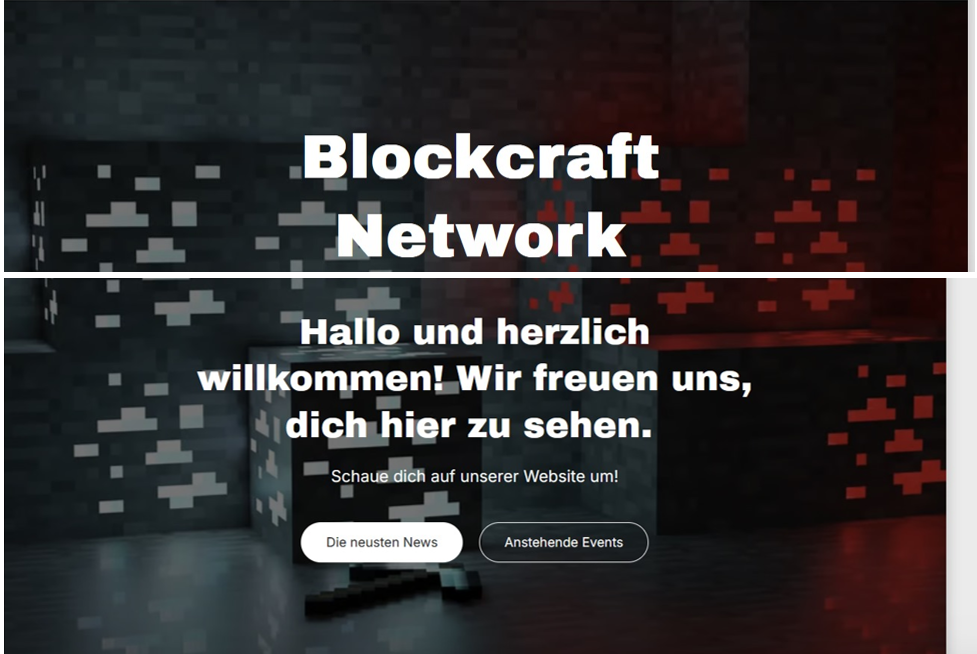 Blockcraft
Network
Hallo und herzlich
willkommen! Wir freuen uns,
dich hier zu sehen.
Schaue dich auf unserer Website um!
Die neusten News
Anstehende Events